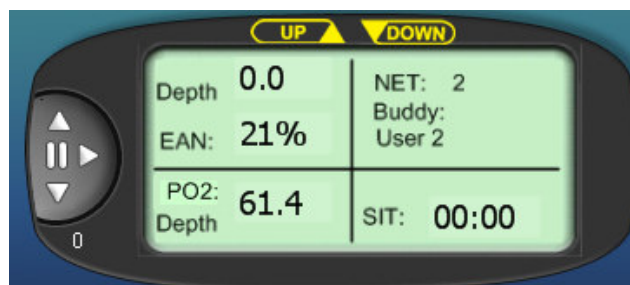 UP DOWN
Depth 0.0
EAN: 21%
PO2:
Depth 61.4
NET: 2
Buddy:
User 2
SIT: 00:00
0